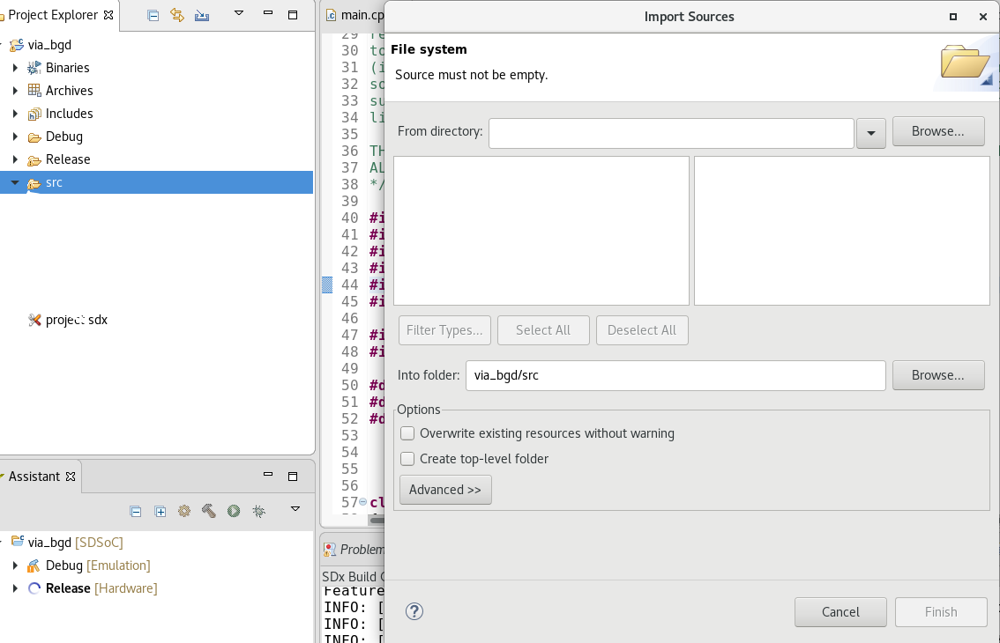 Project Explorer
via_bgd
Binaries
Archives
Includes
Debug
Release
src
project sdx
Assistant
via_bgd [SDSoC]
Debug [Emulation]
Release [Hardware]
main.cp
29 re
30 to
31 (i
32 so
33 su
34 li
35
36 TH
37 AL
38 */
39
40 #i
41 #i
42 #i
43 #i
44 #i
45 #i
46
47 #i
48 #i
49
50 #d
51 #d
52 #d
53
54
55
56
57 cl
Problem
SDx Build C
Feature
INFO: [
INFO: [
INFO: [
Import Sources
File system
Source must not be empty.
From directory:
Browse...
Filter Types...
Select All
Deselect All
Into folder:
via_bgd/src
Browse...
Options
Overwrite existing resources without warning
Create top-level folder
Advanced >>
?
Cancel
Finish